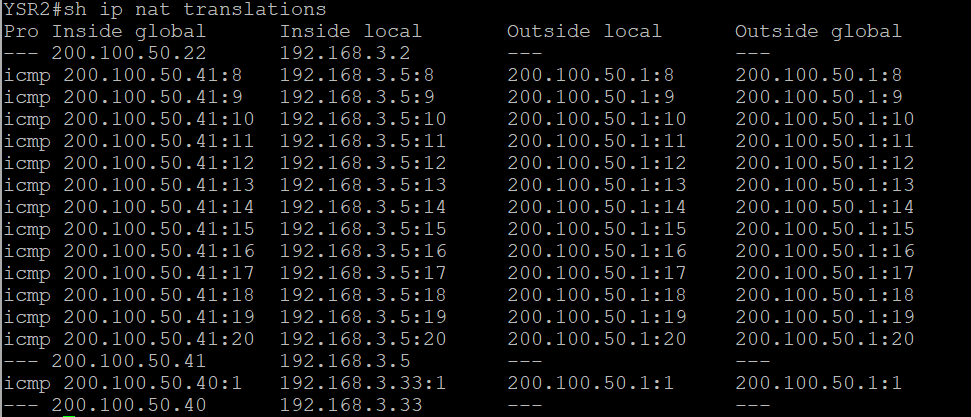 YSR2#sh ip nat translations
Pro Inside global      Inside local       Outside local      Outside global
--- 200.100.50.22      192.168.3.2        ---                ---
icmp 200.100.50.41:8   192.168.3.5:8      200.100.50.1:8     200.100.50.1:8
icmp 200.100.50.41:9   192.168.3.5:9      200.100.50.1:9     200.100.50.1:9
icmp 200.100.50.41:10  192.168.3.5:10     200.100.50.1:10    200.100.50.1:10
icmp 200.100.50.41:11  192.168.3.5:11     200.100.50.1:11    200.100.50.1:11
icmp 200.100.50.41:12  192.168.3.5:12     200.100.50.1:12    200.100.50.1:12
icmp 200.100.50.41:13  192.168.3.5:13     200.100.50.1:13    200.100.50.1:13
icmp 200.100.50.41:14  192.168.3.5:14     200.100.50.1:14    200.100.50.1:14
icmp 200.100.50.41:15  192.168.3.5:15     200.100.50.1:15    200.100.50.1:15
icmp 200.100.50.41:16  192.168.3.5:16     200.100.50.1:16    200.100.50.1:16
icmp 200.100.50.41:17  192.168.3.5:17     200.100.50.1:17    200.100.50.1:17
icmp 200.100.50.41:18  192.168.3.5:18     200.100.50.1:18    200.100.50.1:18
icmp 200.100.50.41:19  192.168.3.5:19     200.100.50.1:19    200.100.50.1:19
icmp 200.100.50.41:20  192.168.3.5:20     200.100.50.1:20    200.100.50.1:20
--- 200.100.50.41      192.168.3.5        ---                ---
icmp 200.100.50.40:1   192.168.3.33:1     200.100.50.1:1     200.100.50.1:1
--- 200.100.50.40      192.168.3.33       ---                ---